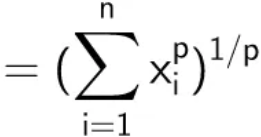 = (∑_{i=1}^{n} x_i^p)^{1/p}